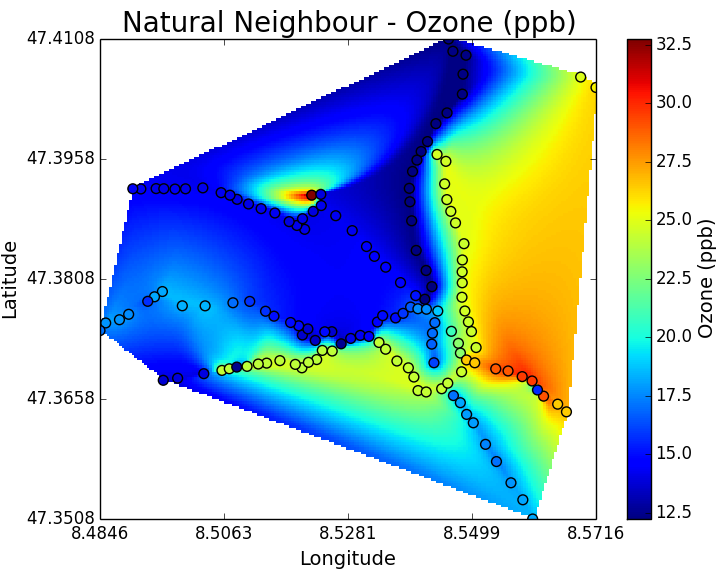 Natural Neighbour - Ozone (ppb)
47.4108
47.3958
47.3808
47.3658
47.3508
8.4846 8.5063 8.5281 8.5499 8.5716
Longitude
Latitude
32.5
30.0
27.5
25.0
22.5
20.0
17.5
15.0
12.5
Ozone (ppb)